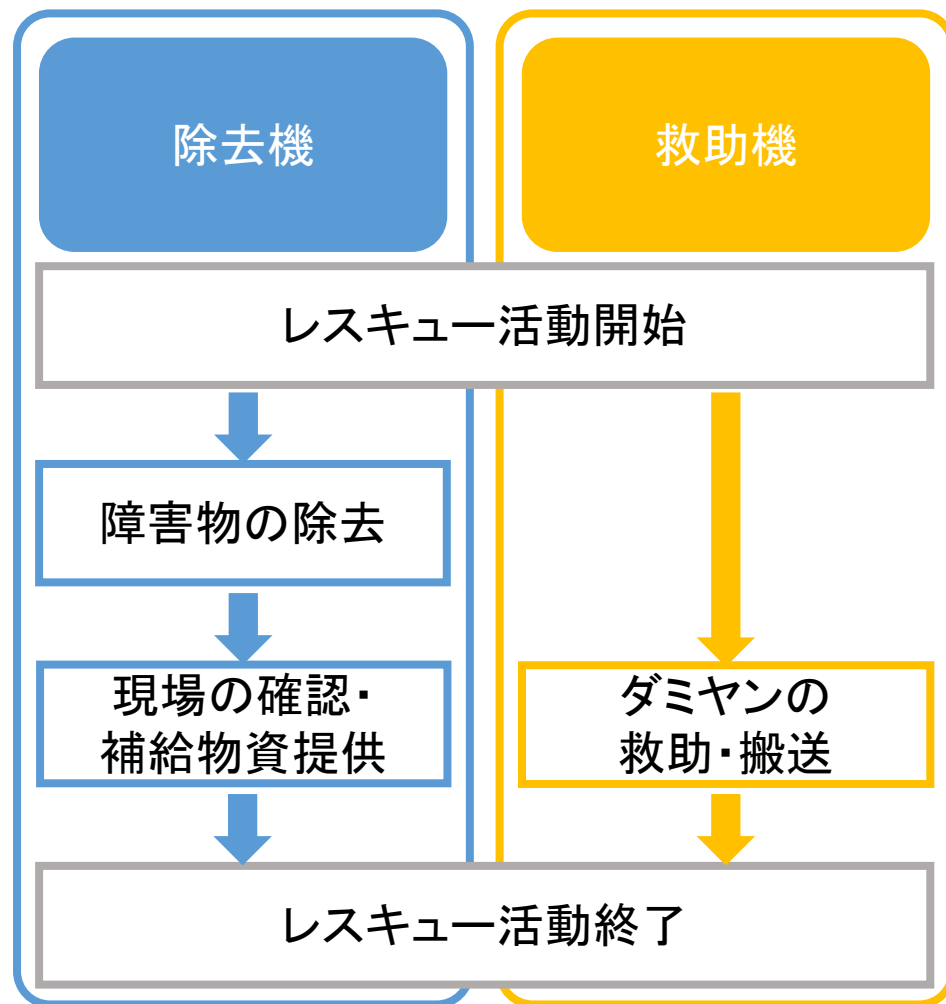 除去機
救助機
レスキュー活動開始
障害物の除去
現場の確認・
補給物資提供
ダミヤンの
救助・搬送
レスキュー活動終了